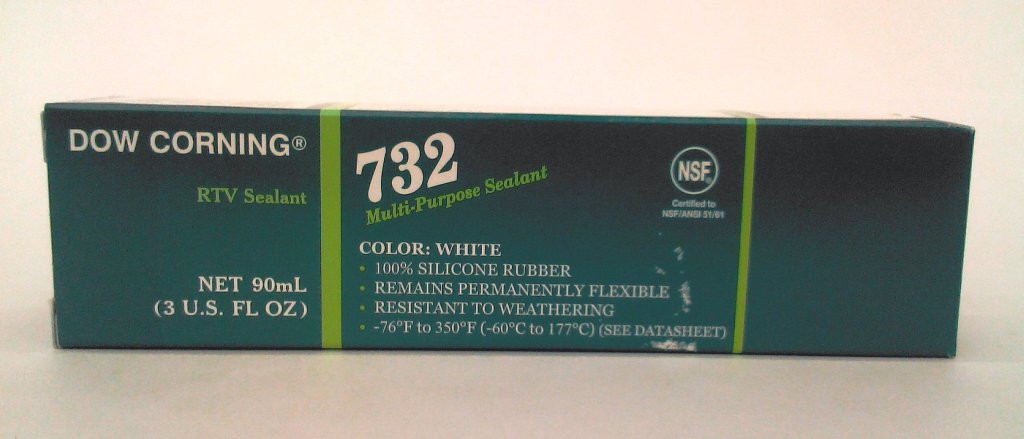 DOW CORNING®
RTV Sealant
NET 90mL
(3 U.S. FL OZ)
732
Multi-Purpose Sealant
COLOR: WHITE
• 100% SILICONE RUBBER
• REMAINS PERMANENTLY FLEXIBLE
• RESISTANT TO WEATHERING
• -76°F to 350°F (-60°C to 177°C) (SEE DATASHEET)
NSF®
Certified to
NSF/ANSI 51/61